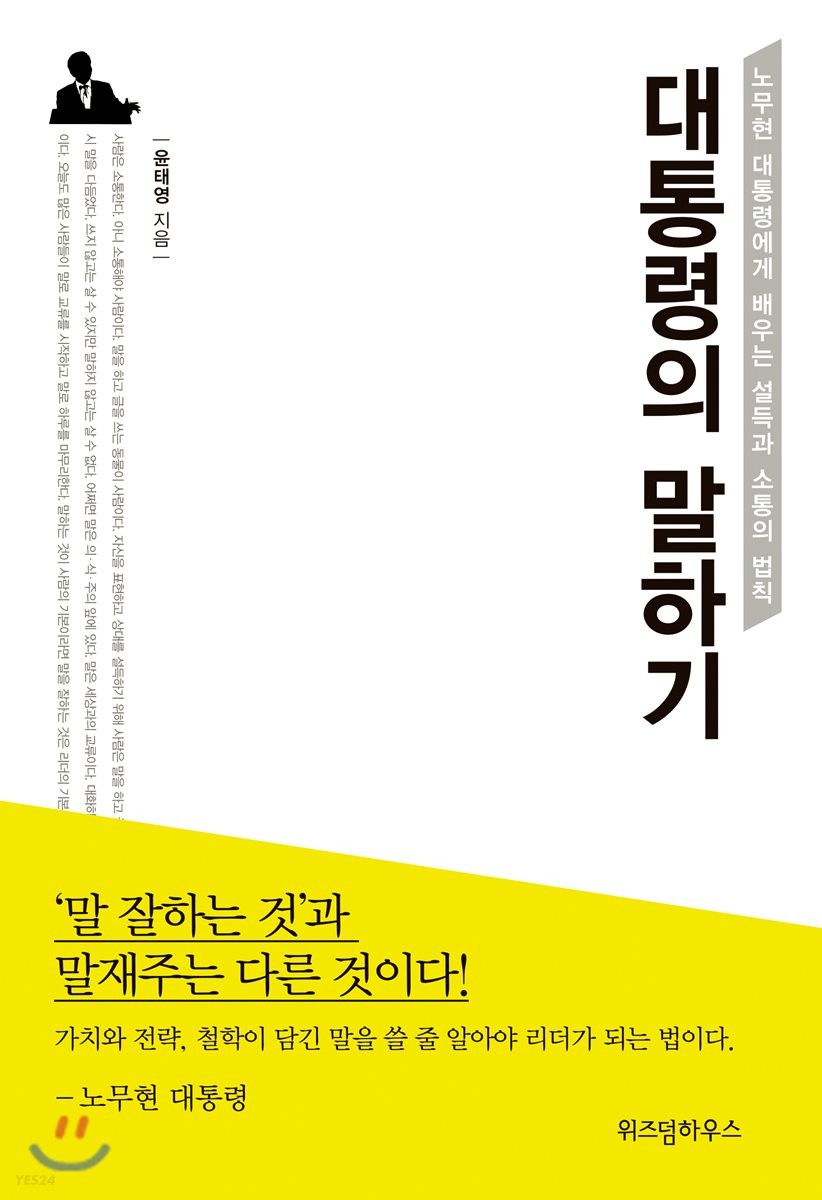 노무현 대통령에게 배우는 설득과 소통의 법칙
대통령의 말하기
윤태영 지음
사람은 소통한다. 아니 소통해야 사람이다. 말을 하고 글을 쓰는 동물이 사람이다. 자신을 표현하고 상대를 설득하기 위해 사람은 말을 하고
시 말을 다듬었다. 쓰지 않고는 살 수 있지만 말하지 않고는 살 수 없다. 어쩌면 말은 의·식·주의 앞에 있다. 말은 세상과의 교류이다. 대화하
이다. 오늘도 많은 사람들이 말로 교류를 시작하고 말로 하루를 마무리한다. 말하는 것이 사람의 기본이라면 말을 잘하는 것은 리더의 기본
‘말 잘하는 것’과
말재주는 다른 것이다!
가치와 전략, 철학이 담긴 말을 쓸 줄 알아야 리더가 되는 법이다.
– 노무현 대통령
위즈덤하우스
YES24